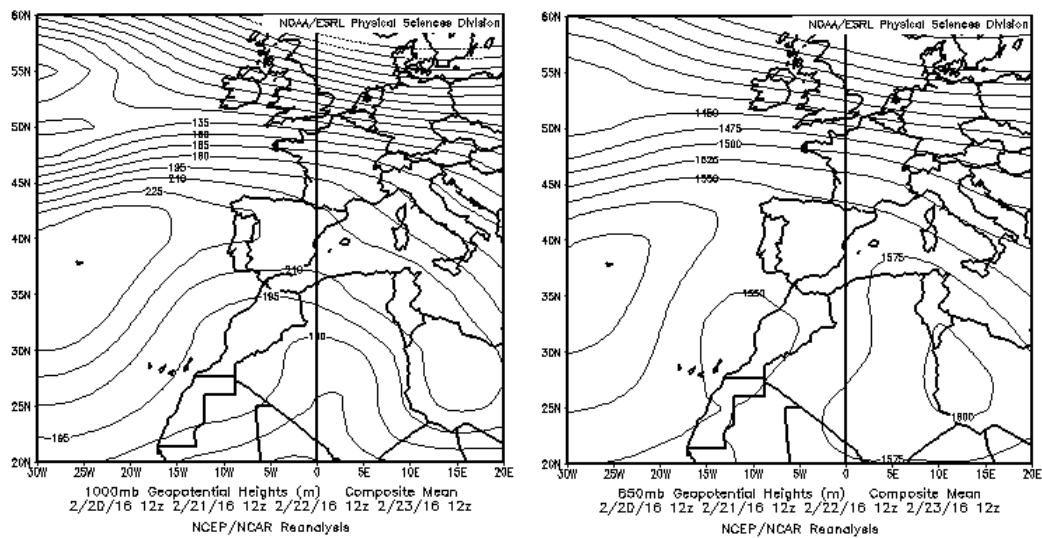 NOAA/ESRL Physical Sciences Division
60N
55N
50N
45N
40N
35N
30N
25N
20N
135
180
165
180
195
210
225
210
195
180
165
30W 25W 20W 15W 10W 5W 0 5E 10E 15E 20E
1000mb Geopotential Heights (m) Composite Mean
2/20/16 12z 2/21/16 12z 2/22/16 12z 2/23/16 12z
NCEP/NCAR Reanalysis
NOAA/ESRL Physical Sciences Division
60N
55N
50N
45N
40N
35N
30N
25N
20N
1450
1475
1500
1525
1550
1575
1550
1600
1575
30W 25W 20W 15W 10W 5W 0 5E 10E 15E 20E
850mb Geopotential Heights (m) Composite Mean
2/20/16 12z 2/21/16 12z 2/22/16 12z 2/23/16 12z
NCEP/NCAR Reanalysis